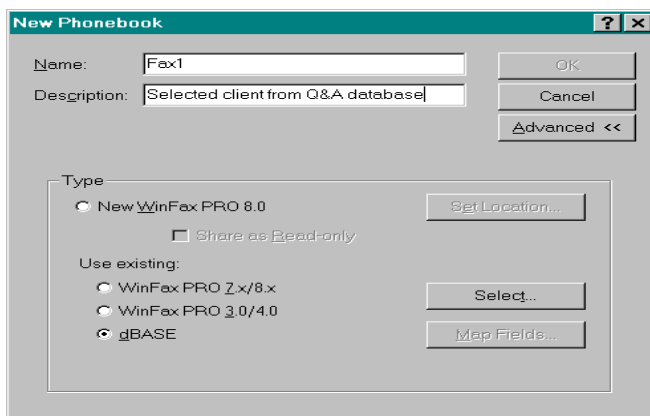 New Phonebook
Name: Fax1 OK
Description: Selected client from Q&A database Cancel
Advanced <<
Type
New WinFax PRO 8.0 Set Location...
Share as Read-only
Use existing:
WinFax PRO 7.x/8.x Select...
WinFax PRO 3.0/4.0
dBASE Map Fields...